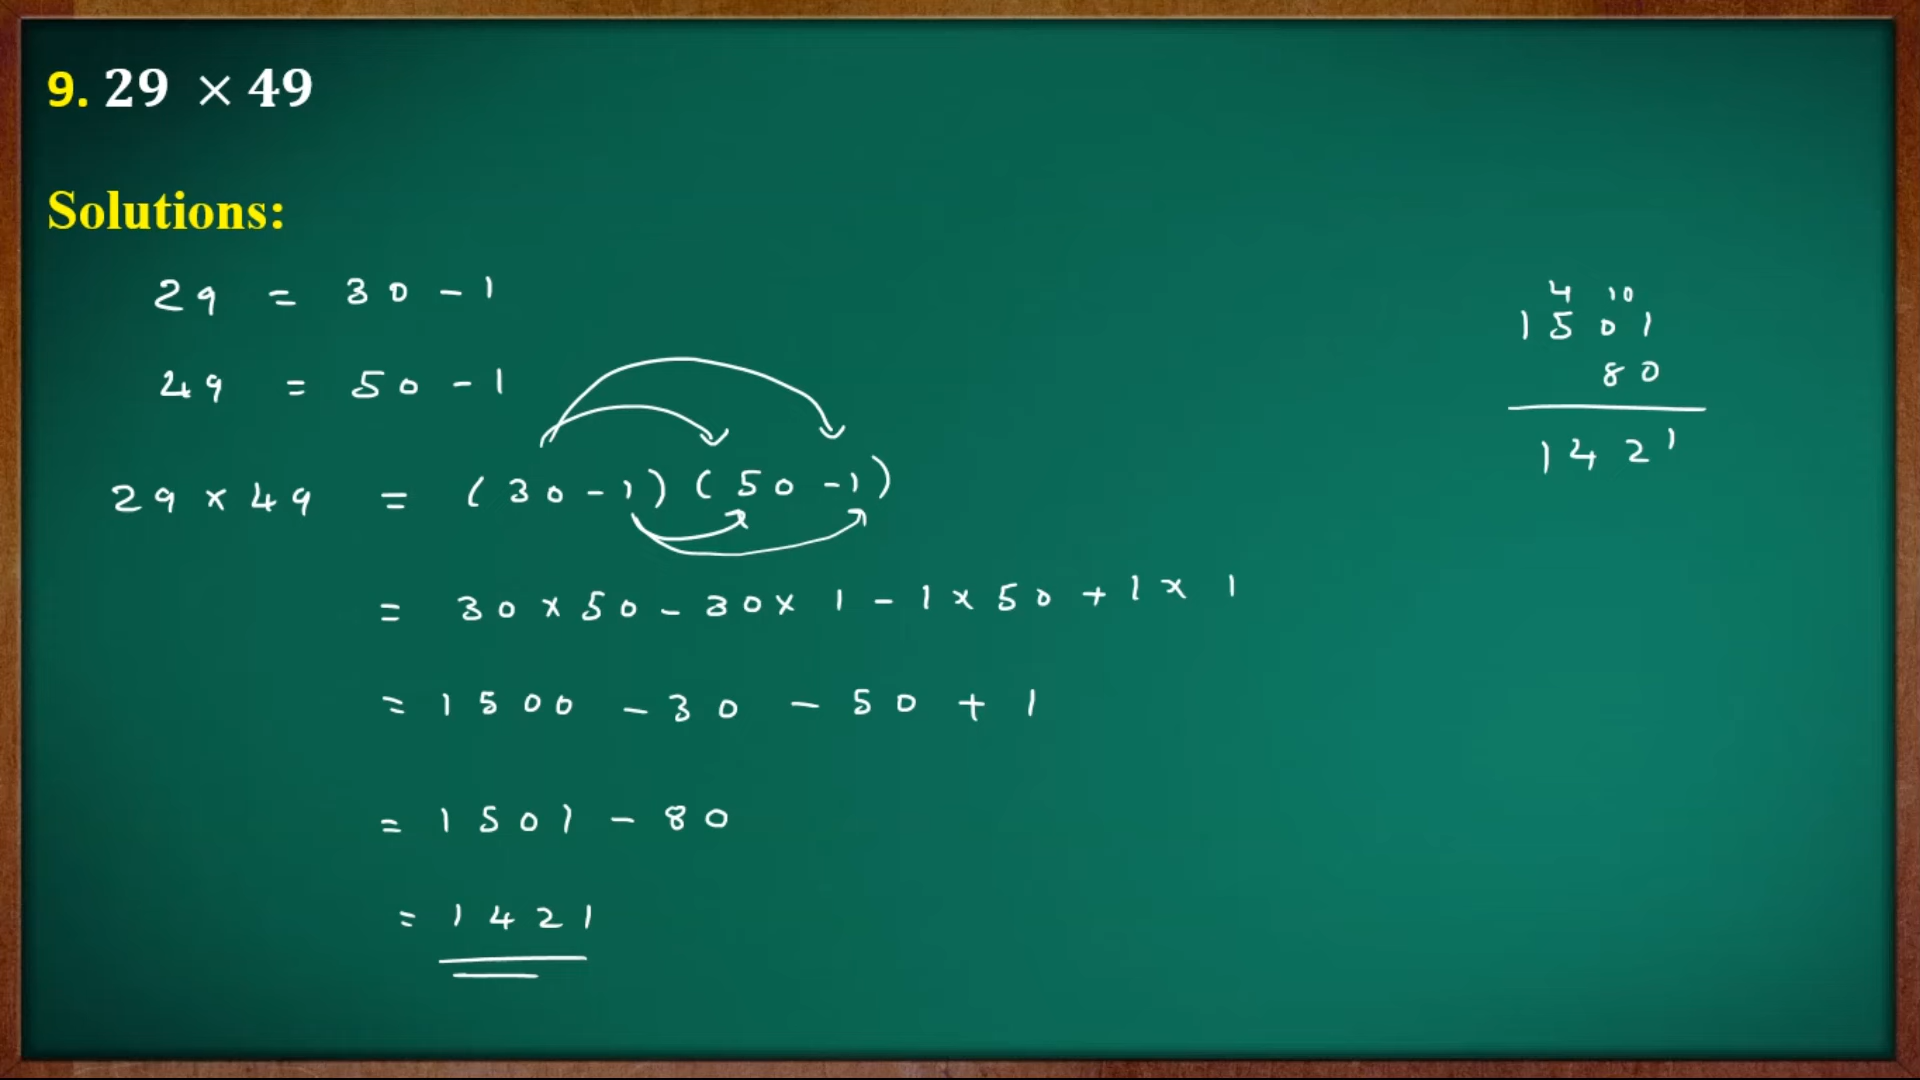 9. 29 × 49
Solutions:
29 = 30 - 1
49 = 50 - 1
29 × 49 = (30 - 1) (50 - 1)
= 30 × 50 - 30 × 1 - 1 × 50 + 1 × 1
= 1500 - 30 - 50 + 1
= 1501 - 80
= 1421
4 10
1501
80
1421